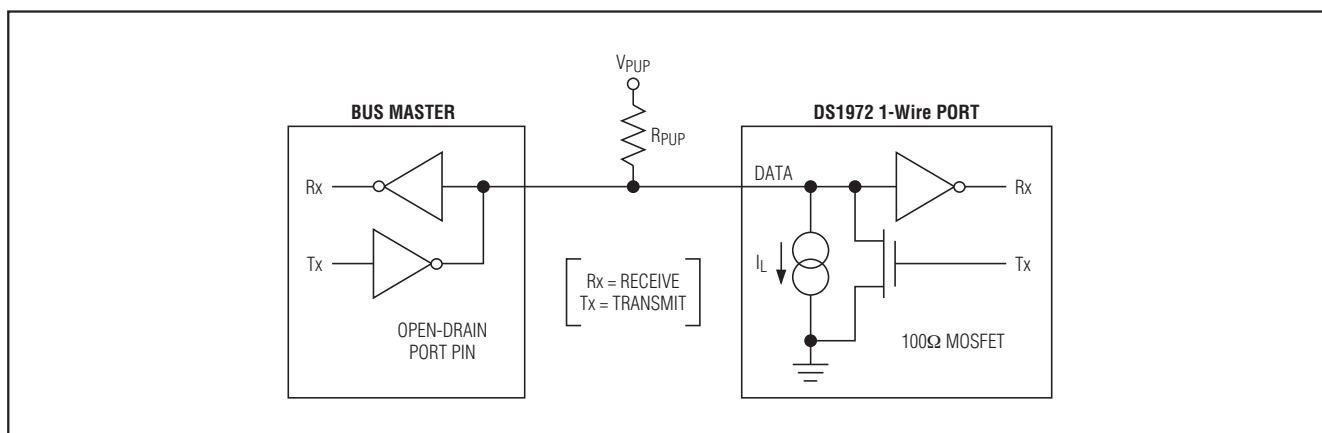 VPUP
BUS MASTER
DS1972 1-Wire PORT
RPUP
Rx
DATA
Rx
Tx
IL
Tx
Rx = RECEIVE
Tx = TRANSMIT
OPEN-DRAIN
PORT PIN
100Ω MOSFET